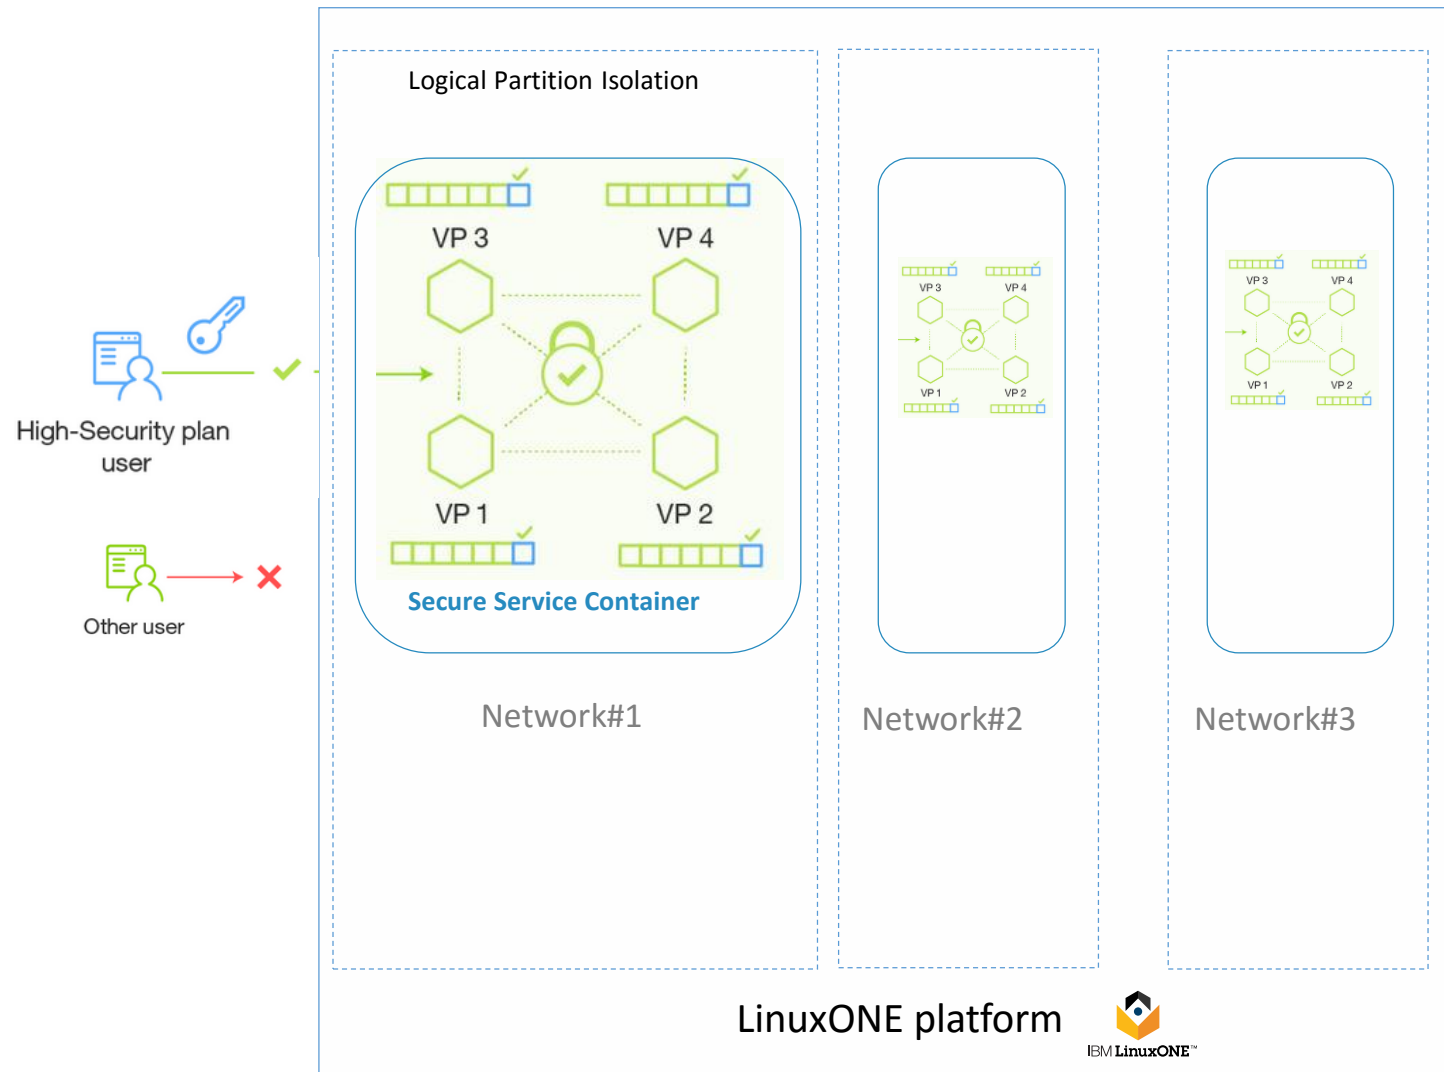 Logical Partition Isolation
VP 3
VP 4
VP 1
VP 2
Secure Service Container
Network#1
High-Security plan
user
Other user
VP 3
VP 4
VP 1
VP 2
Network#2
VP 3
VP 4
VP 1
VP 2
Network#3
LinuxONE platform
IBM LinuxONE™